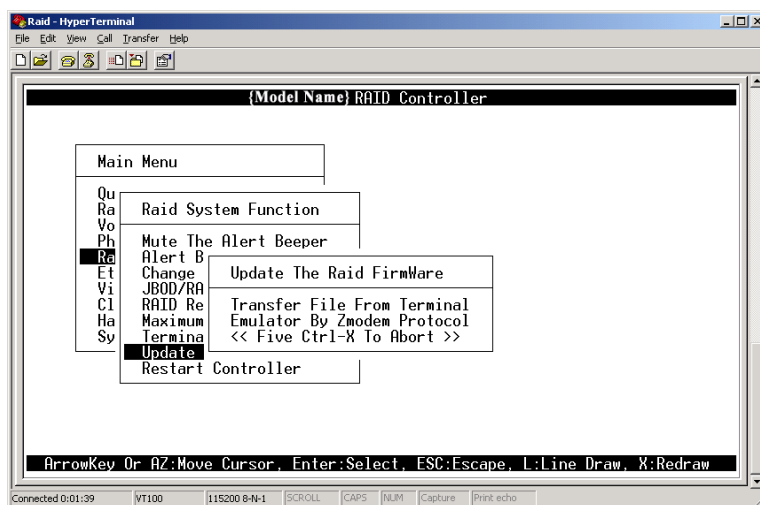 Raid - HyperTerminal
File Edit View Call Transfer Help
{Model Name} RAID Controller
Main Menu
Qu
Ra
Vo
Ph
Ra
Et
Vi
Cl
Ha
Sy
Raid System Function
Mute The Alert Beeper
Alert B
Change
JBOD/RA
RAID Re
Maximum
Termina
Update
Restart Controller
Update The Raid FirmWare
Transfer File From Terminal
Emulator By Zmodem Protocol
<< Five Ctrl-X To Abort >>
ArrowKey Or AZ:Move Cursor, Enter:Select, ESC:Escape, L:Line Draw, X:Redraw
Connected 0:01:39 VT100 115200 8-N-1 SCROLL CAPS NUM Capture Print echo